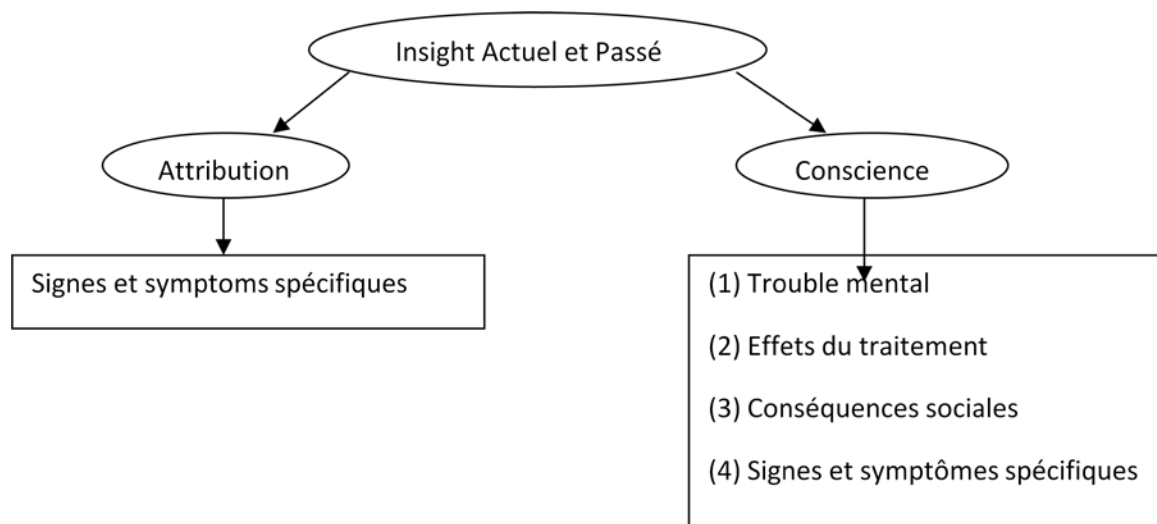 Insight Actuel et Passé
Attribution
Conscience
Signes et symptoms spécifiques
(1) Trouble mental
(2) Effets du traitement
(3) Conséquences sociales
(4) Signes et symptômes spécifiques